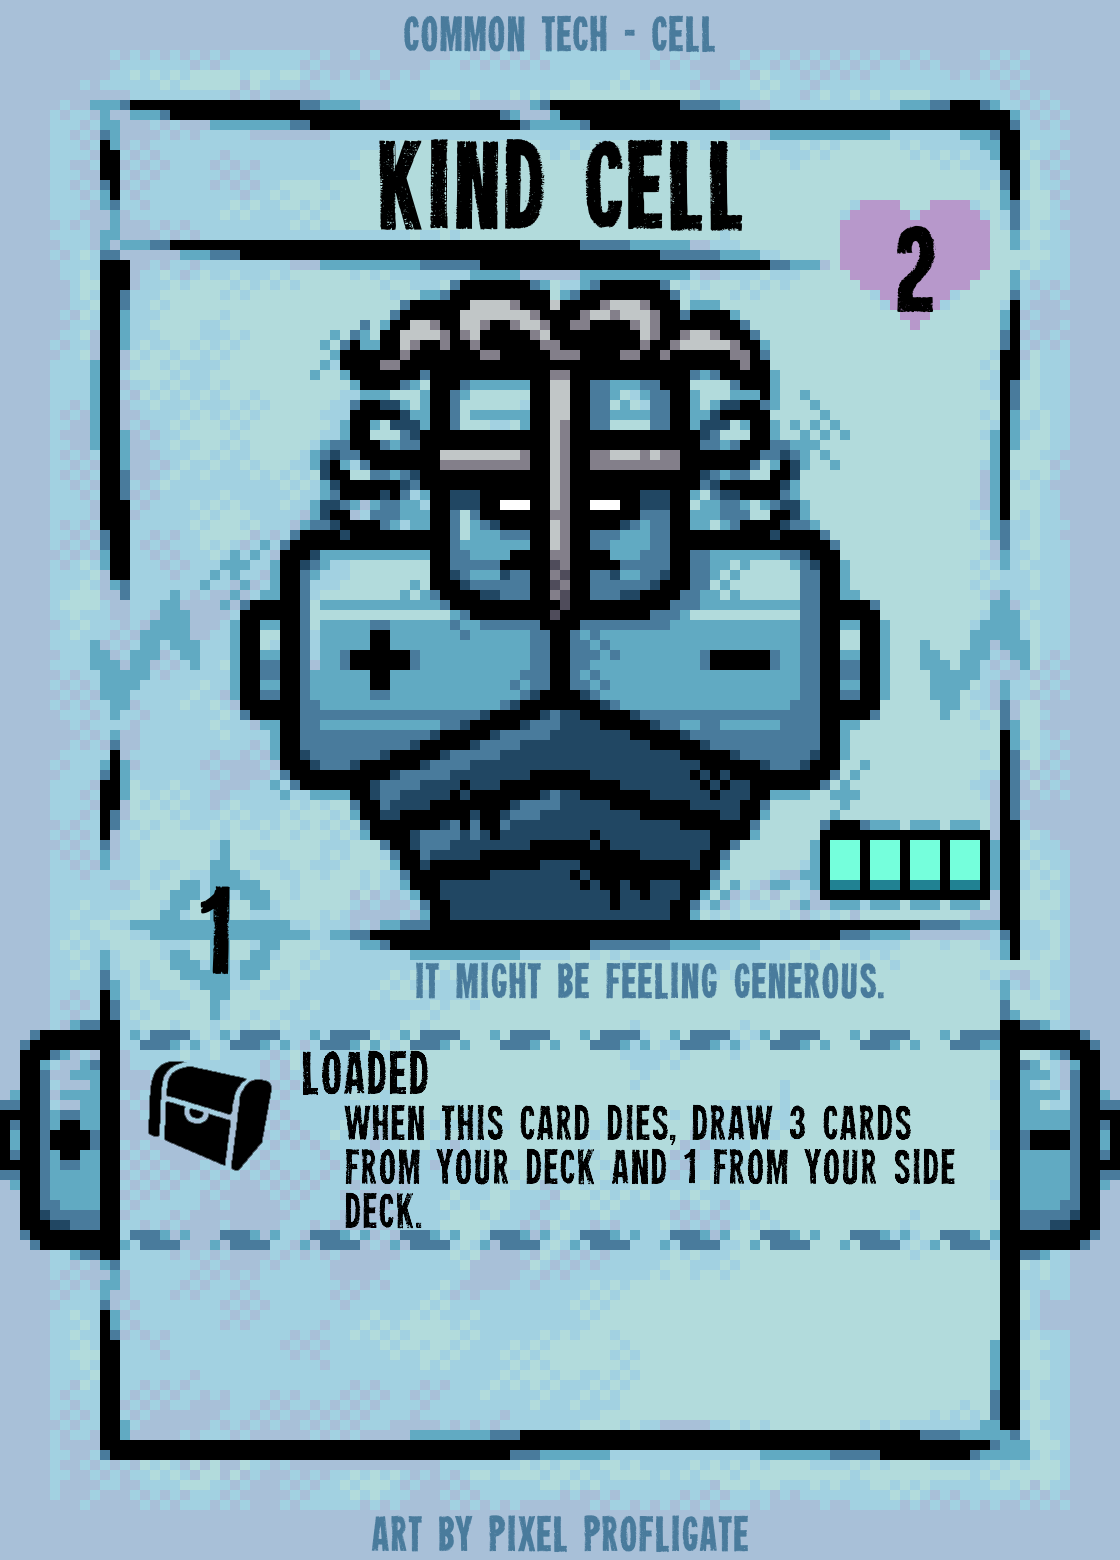 COMMON TECH - CELL
KIND CELL
2
+
-
1
IT MIGHT BE FEELING GENEROUS.
LOADED
WHEN THIS CARD DIES, DRAW 3 CARDS
FROM YOUR DECK AND 1 FROM YOUR SIDE
DECK.
+
-
ART BY PIXEL PROFLIGATE